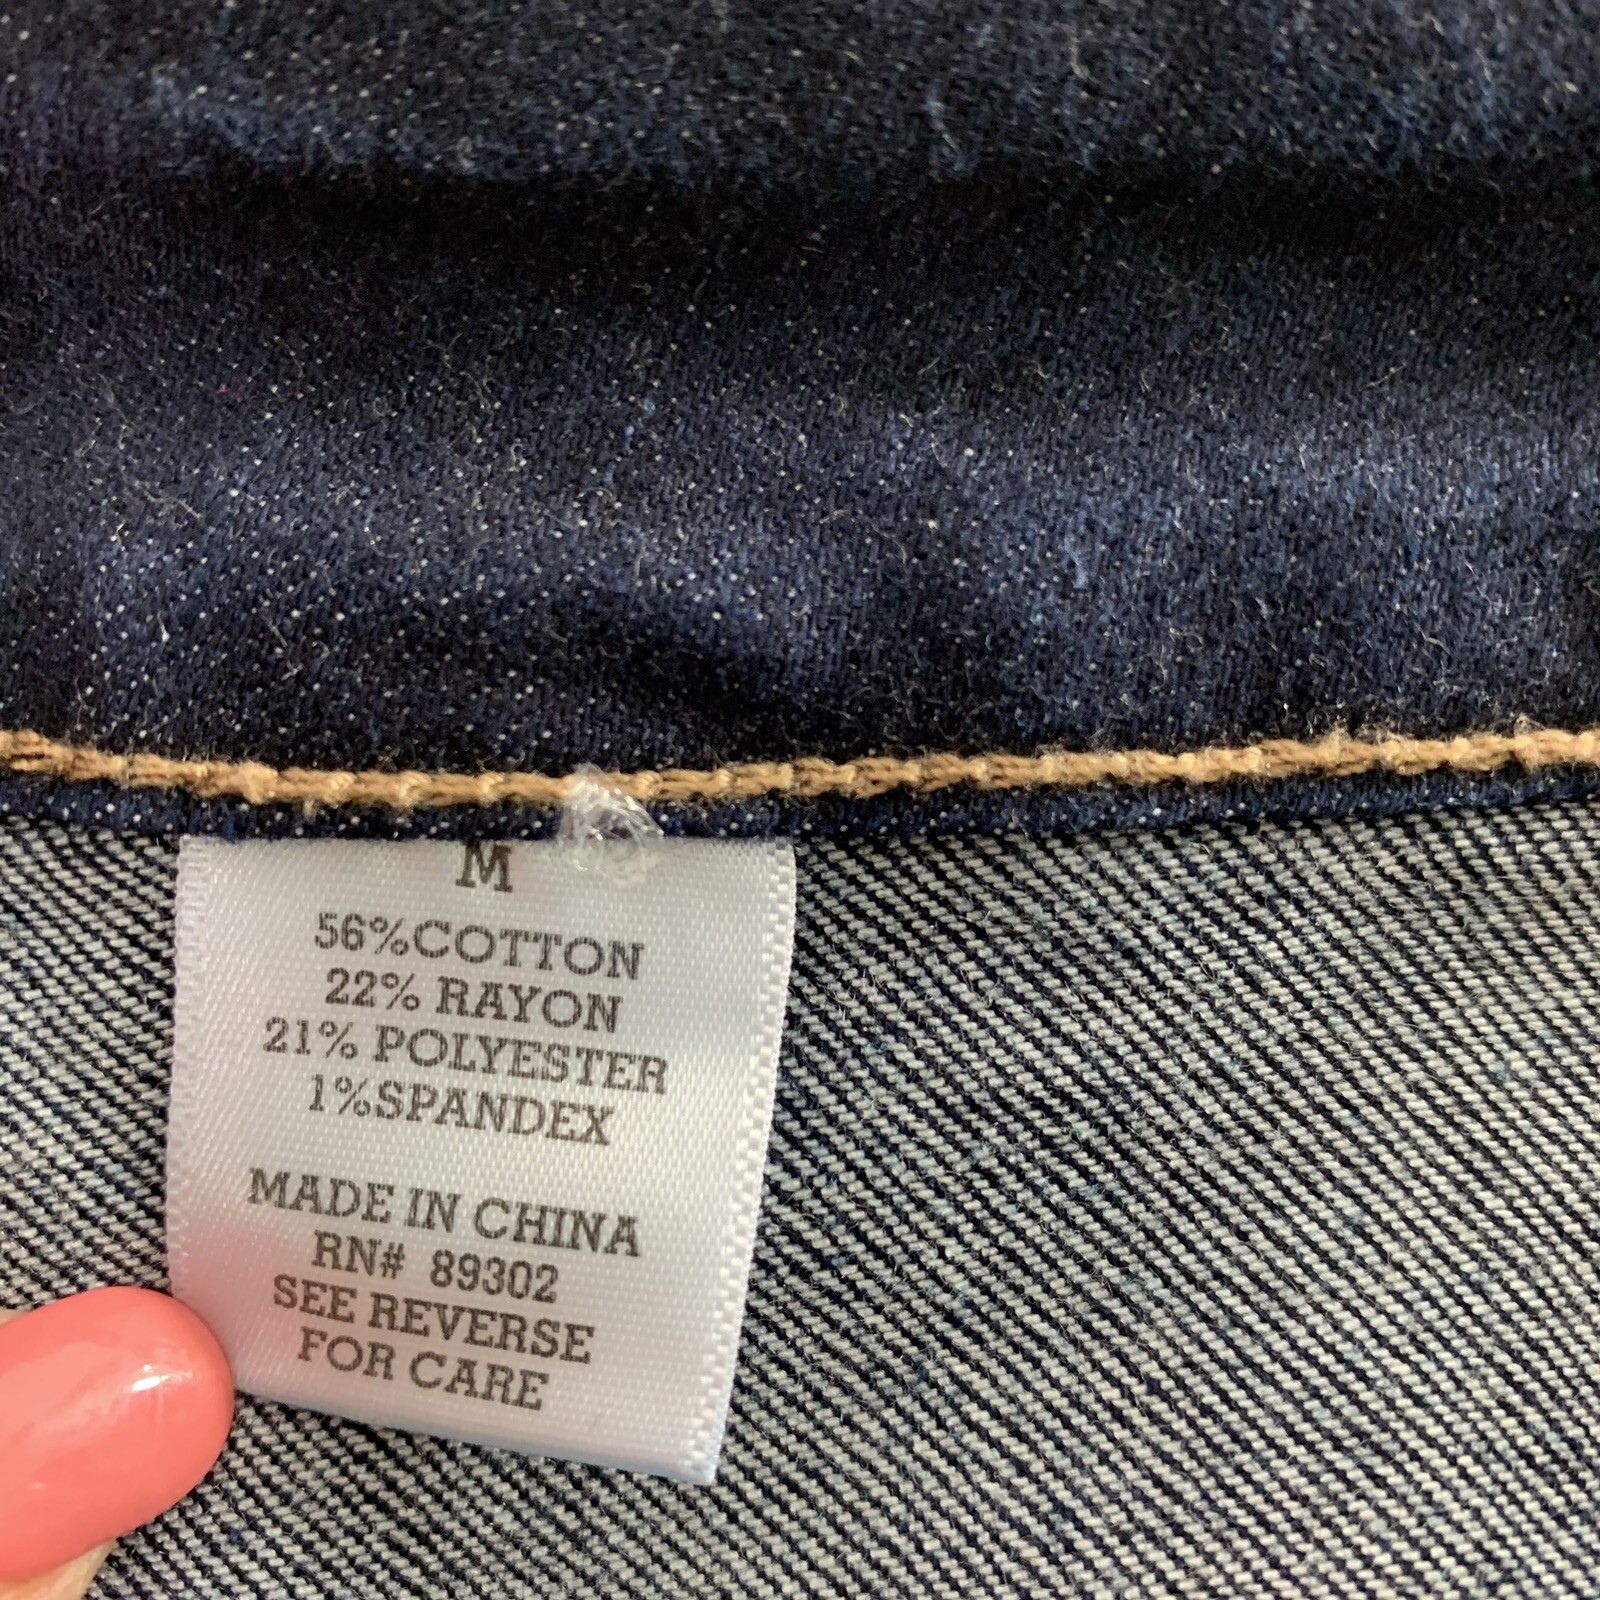 M
56%COTTON
22% RAYON
21% POLYESTER
1%SPANDEX
MADE IN CHINA
RN# 89302
SEE REVERSE
FOR CARE